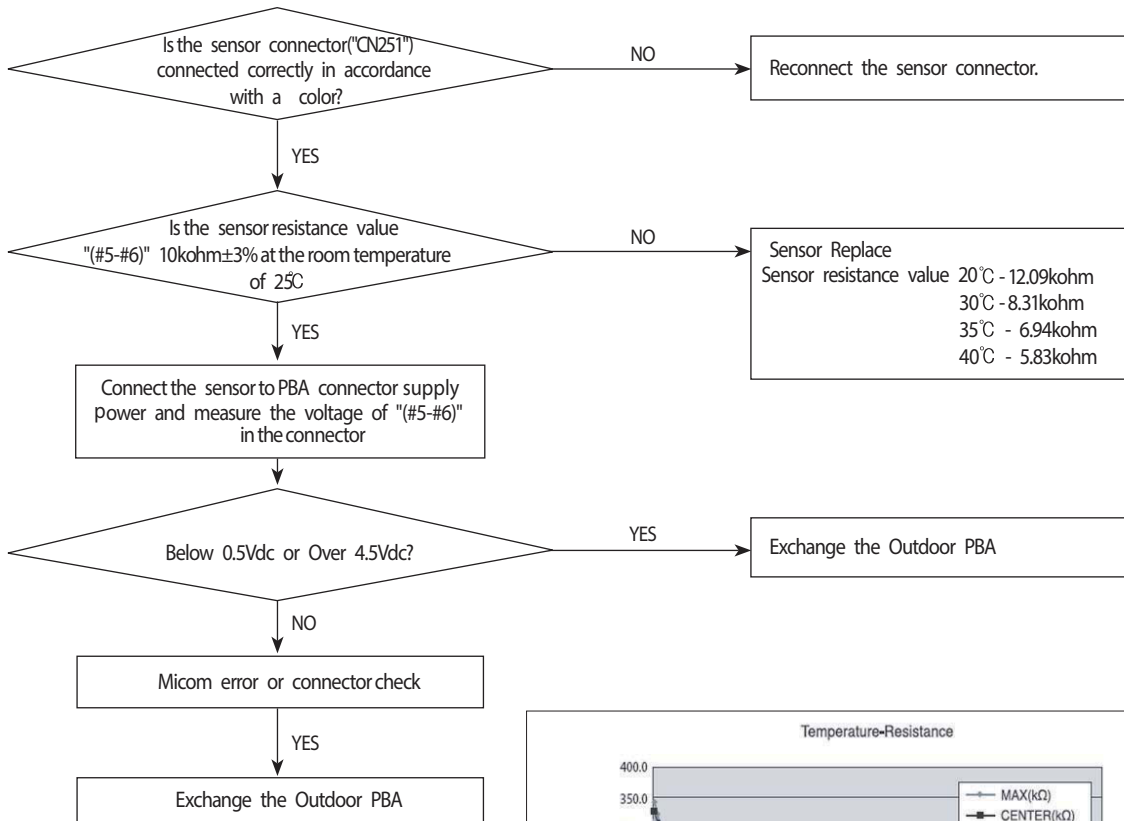 Is the sensor connector("CN251")
connected correctly in accordance
with a color?
NO
Reconnect the sensor connector.
YES
Is the sensor resistance value
"(#5-#6)" 10kohm±3% at the room temperature
of 25℃
NO
Sensor Replace
Sensor resistance value 20℃ - 12.09kohm
30℃ - 8.31kohm
35℃ - 6.94kohm
40℃ - 5.83kohm
YES
Connect the sensor to PBA connector supply
power and measure the voltage of "(#5-#6)"
in the connector
Below 0.5Vdc or Over 4.5Vdc?
YES
Exchange the Outdoor PBA
NO
Micom error or connector check
YES
Exchange the Outdoor PBA
Temperature-Resistance
400.0
350.0
MAX(kΩ)
CENTER(kΩ)